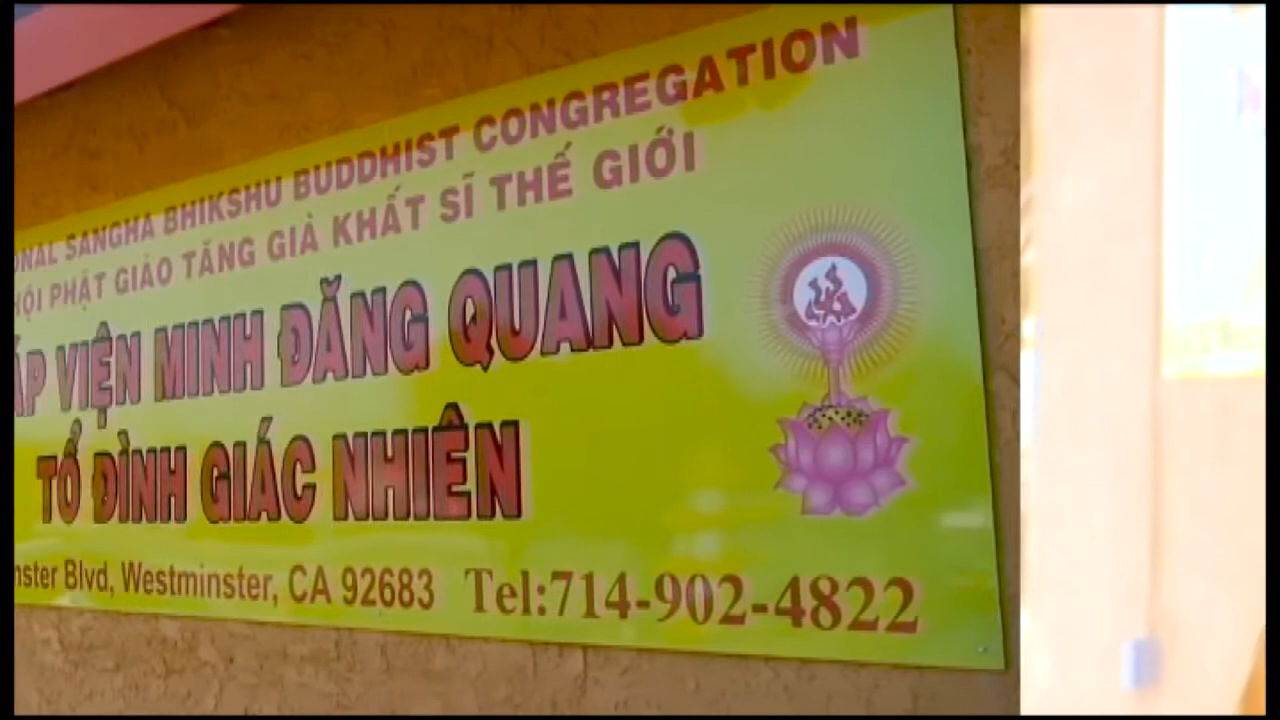 ONAL SANGHA BHIKSHU BUDDHIST CONGREGATION
HỘI PHẬT GIÁO TĂNG GIÀ KHẤT SĨ THẾ GIỚI
ÁP VIỆN MINH ĐĂNG QUANG
TỔ ĐÌNH GIÁC NHIÊN
nster Blvd, Westminster, CA 92683 Tel:714-902-4822